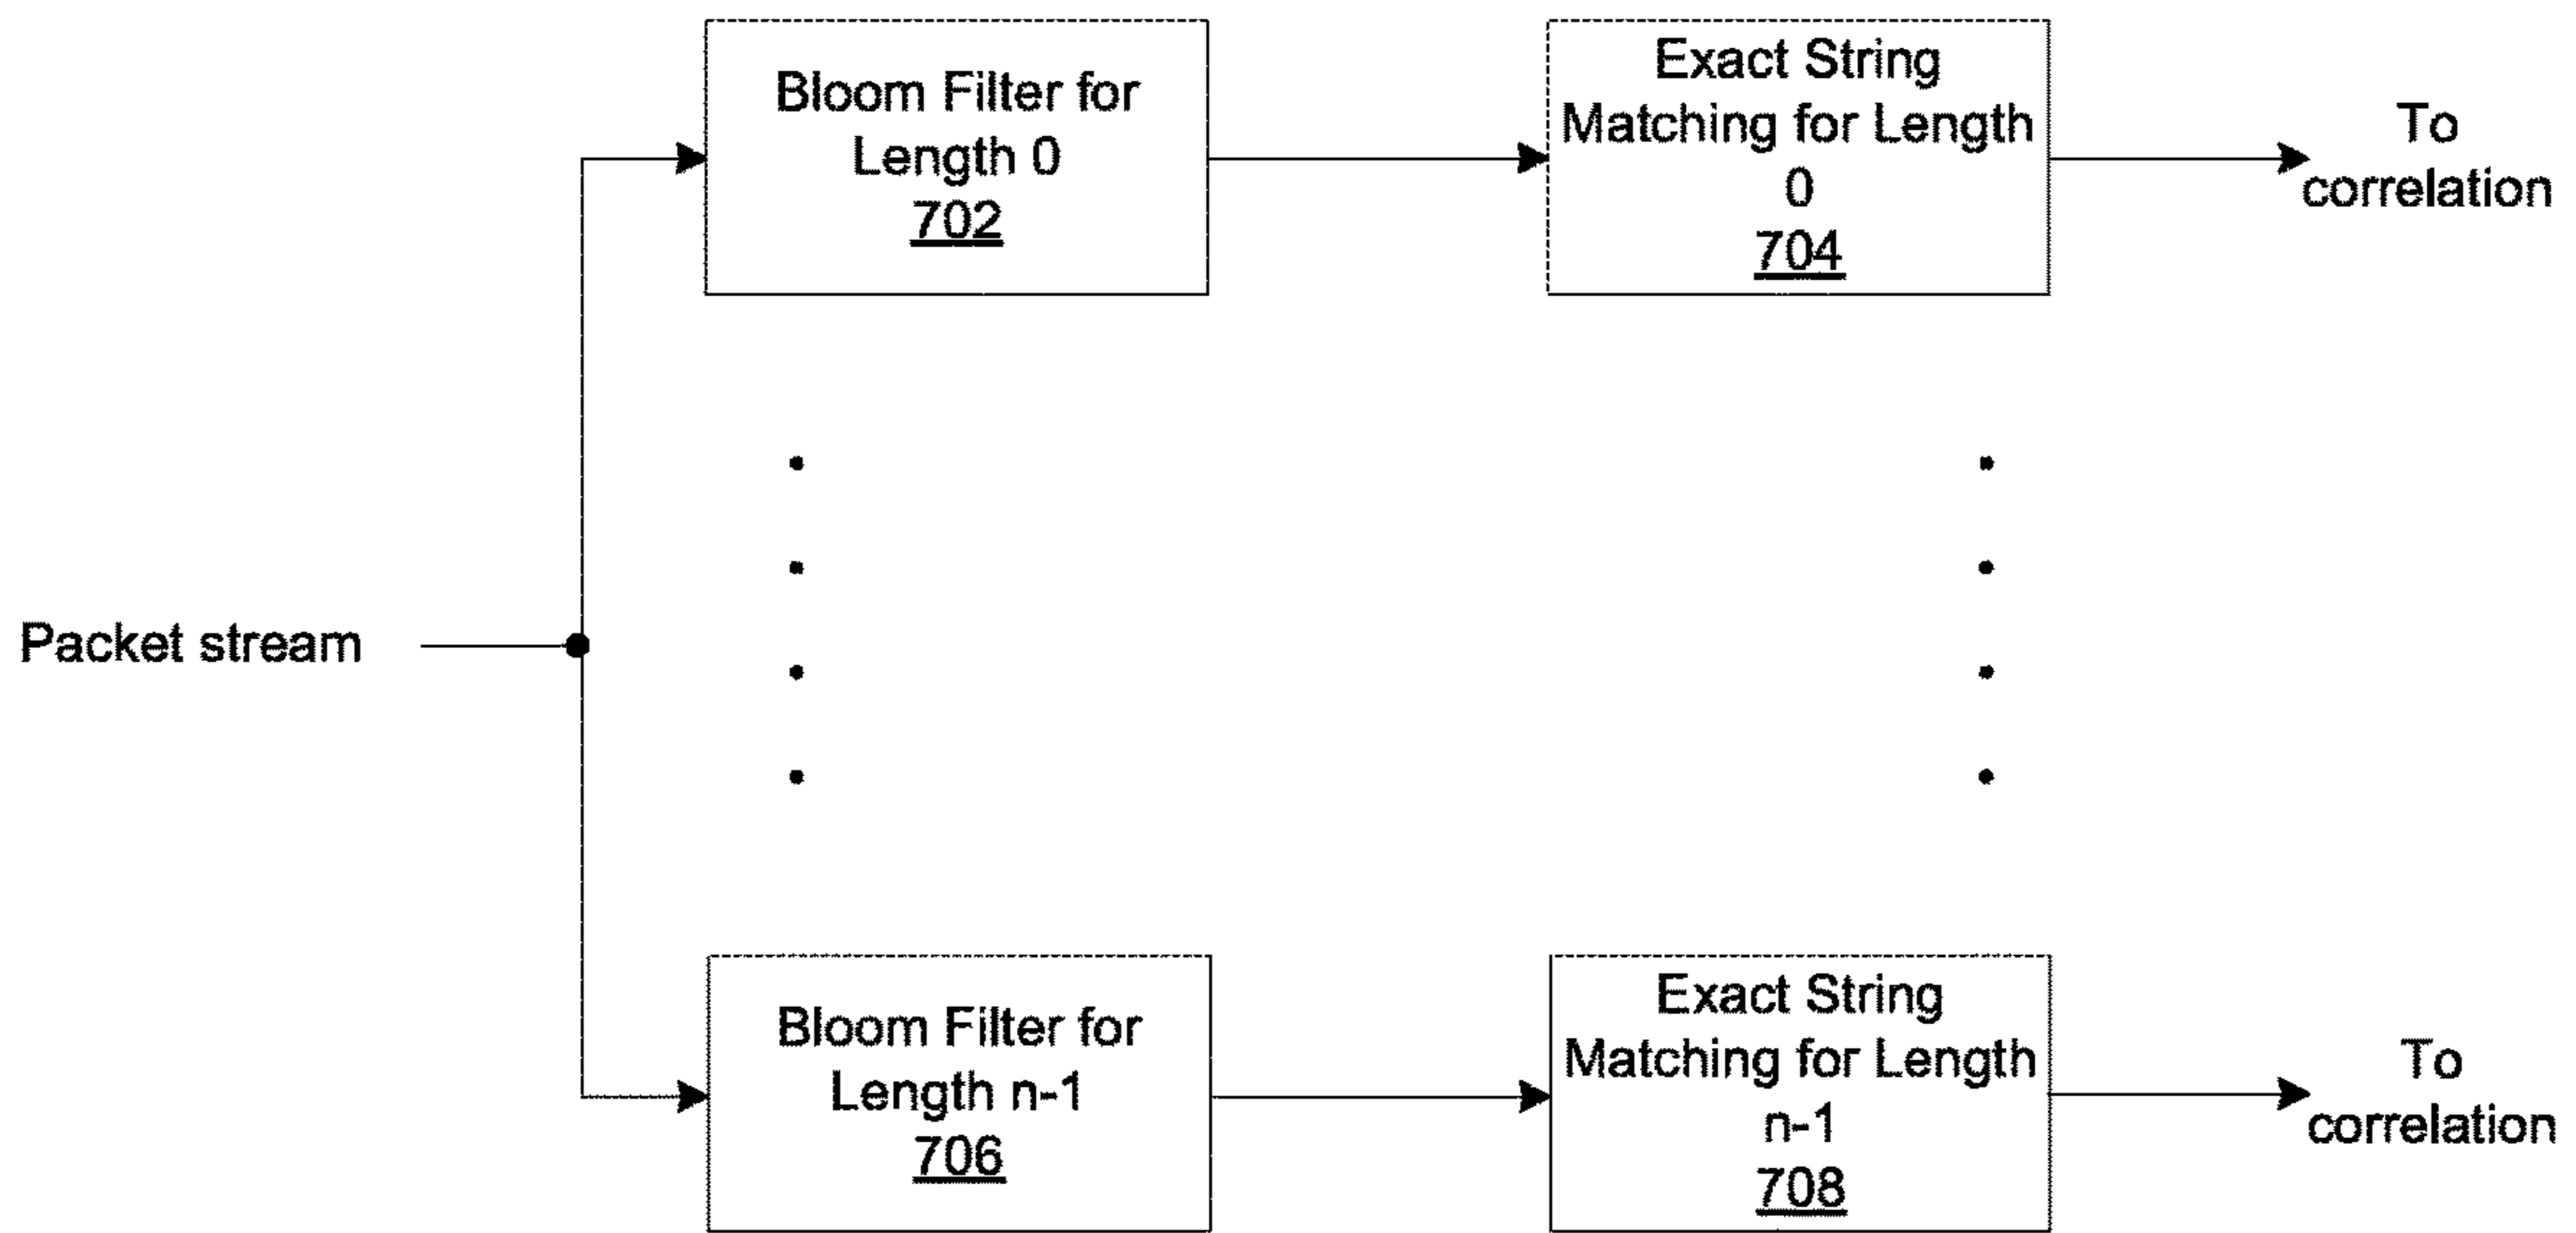 Bloom Filter for
Length 0
702
Exact String
Matching for Length
0
704
To
correlation
Packet stream
Bloom Filter for
Length n-1
706
Exact String
Matching for Length
n-1
708
To
correlation